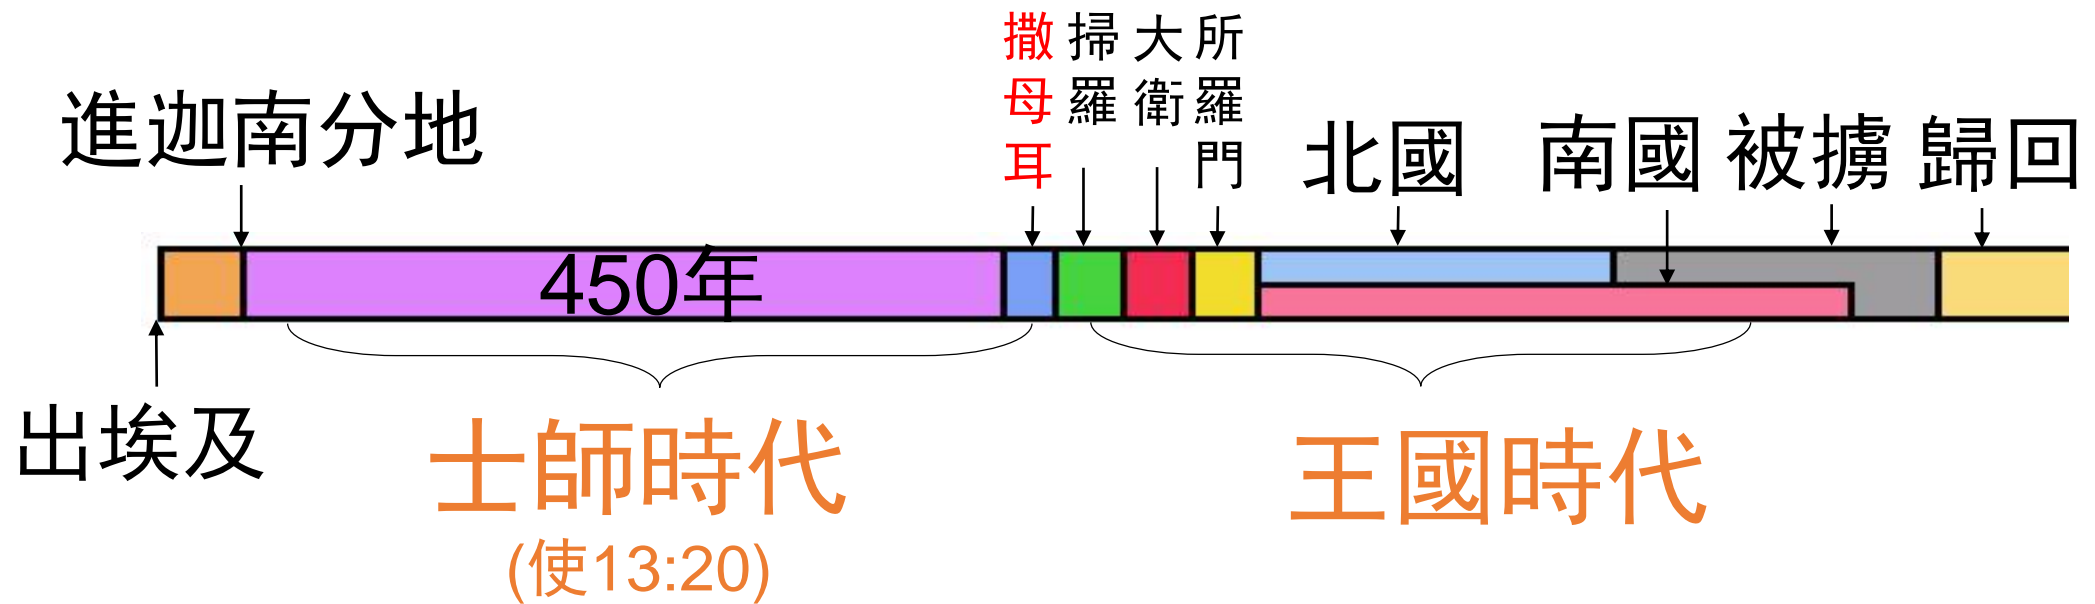 進迦南分地
撒母耳
掃羅
大衛
所羅門
北國
南國
被擄
歸回
450年
出埃及
士師時代
(使13:20)
王國時代